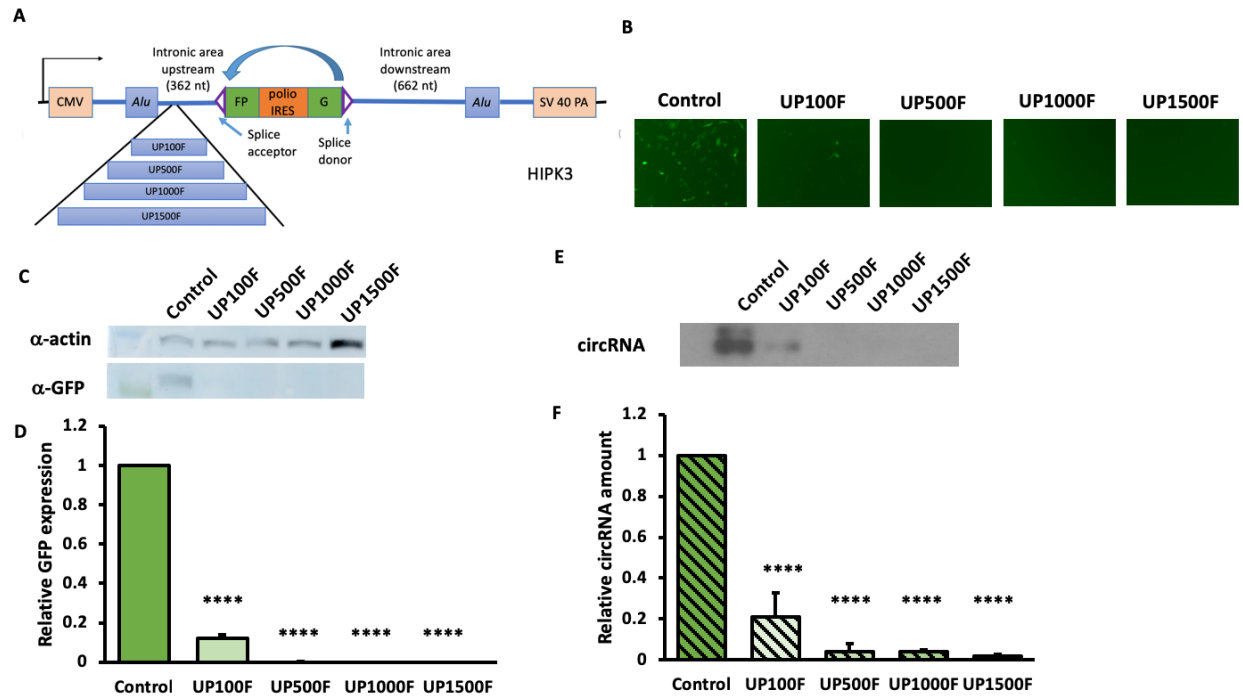 A
Intronic area
upstream
(362 nt)
Intronic area
downstream
(662 nt)
CMV
Alu
FP
polio
IRES
G
Alu
SV 40 PA
Splice
acceptor
Splice
donor
HIPK3
UP100F
UP500F
UP1000F
UP1500F
B
Control
UP100F
UP500F
UP1000F
UP1500F
C
Control
UP100F
UP500F
UP1000F
UP1500F
α-actin
α-GFP
D
Relative GFP expression
1.2
1
0.8
0.6
0.4
0.2
0
****
****
****
****
Control
UP100F
UP500F
UP1000F
UP1500F
E
Control
UP100F
UP500F
UP1000F
UP1500F
circRNA
F
Relative circRNA amount
1.2
1
0.8
0.6
0.4
0.2
0
****
****
****
****
Control
UP100F
UP500F
UP1000F
UP1500F